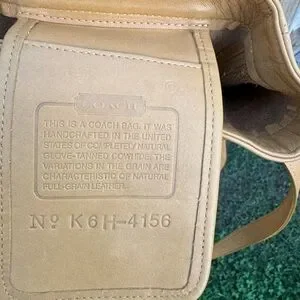 COACH
THIS IS A COACH BAG. IT WAS
HANDCRAFTED IN THE UNITED
STATES OF COMPLETELY NATURAL
GLOVE-TANNED COWHIDE. THE
VARIATIONS IN THE GRAIN ARE
CHARACTERISTIC OF NATURAL
FULL-GRAIN LEATHER.
Nº K6H-4156